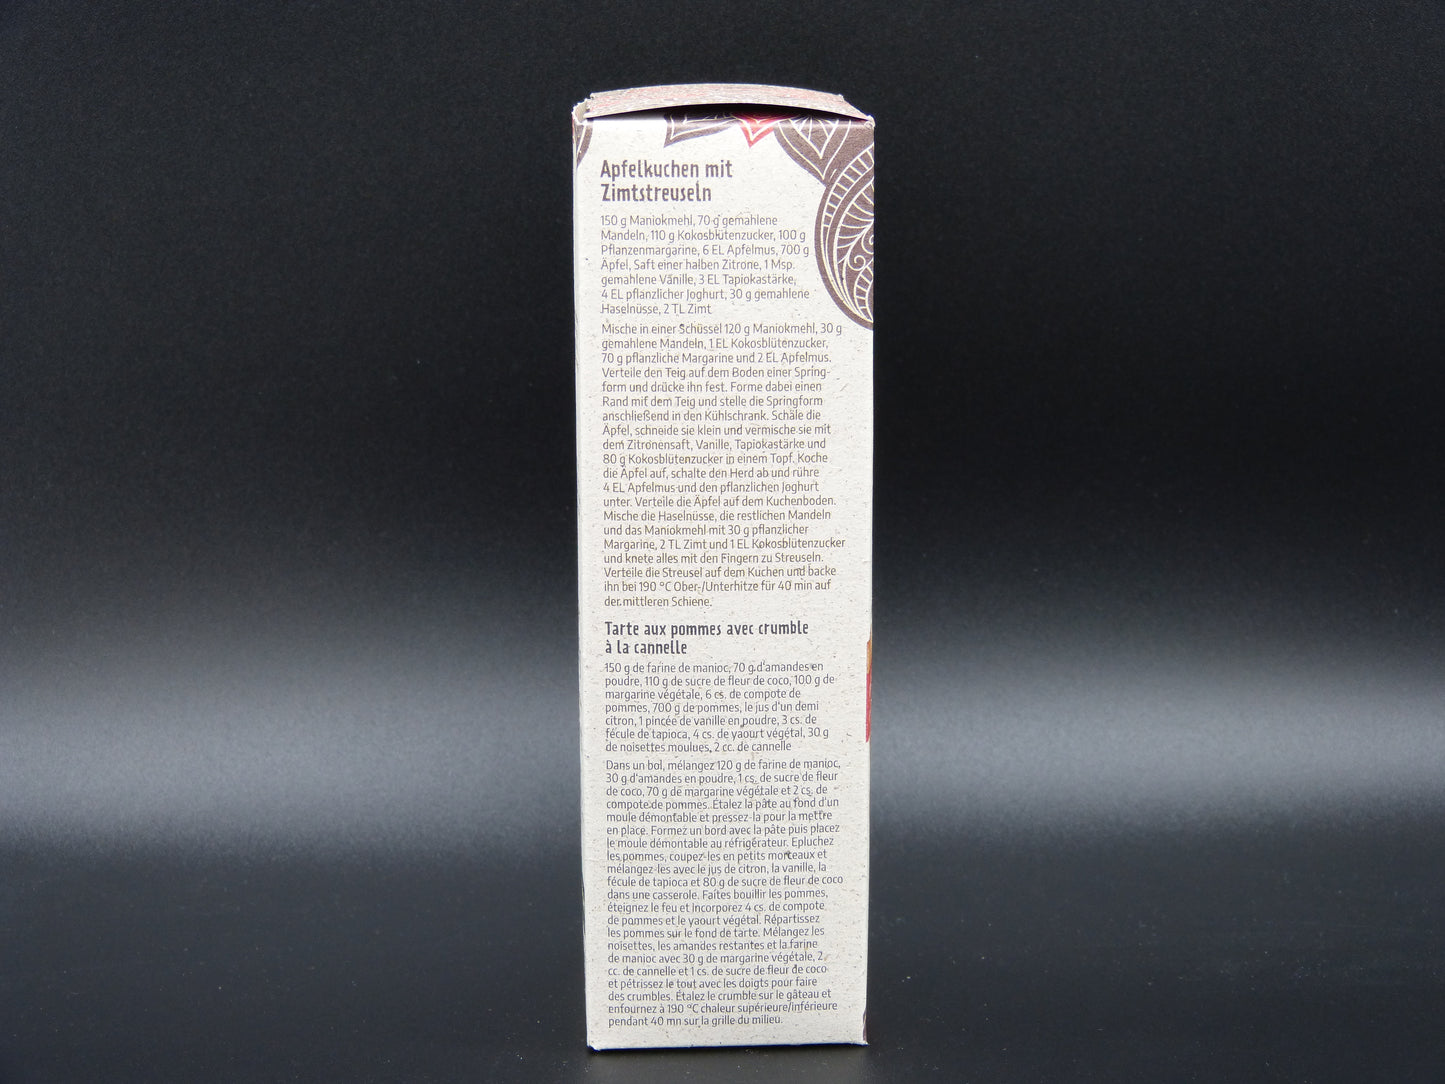 Apfelkuchen mit
Zimtstreuseln
150 g Maniokmehl, 70 g gemahlene
Mandeln, 110 g Kokosblütenzucker, 100 g
Pflanzenmargarine, 6 EL Apfelmus, 700 g
Äpfel, Saft einer halben Zitrone, 1 Msp.
gemahlene Vanille, 3 EL Tapiokastärke,
4 EL pflanzlicher Joghurt, 30 g gemahlene
Haselnüsse, 2 TL Zimt
Mische in einer Schüssel 120 g Maniokmehl, 30 g
gemahlene Mandeln, 1 EL Kokosblütenzucker,
70 g pflanzliche Margarine und 2 EL Apfelmus.
Verteile den Teig auf dem Boden einer Spring-
form und drücke ihn fest. Forme dabei einen
Rand mit dem Teig und stelle die Springform
anschließend in den Kühlschrank. Schäle die
Äpfel, schneide sie klein und vermische sie mit
dem Zitronensaft, Vanille, Tapiokastärke und
80 g Kokosblütenzucker in einem Topf. Koche
die Äpfel auf, schalte den Herd ab und rühre
4 EL Apfelmus und den pflanzlichen Joghurt
unter. Verteile die Äpfel auf dem Kuchenboden.
Mische die Haselnüsse, die restlichen Mandeln
und das Maniokmehl mit 30 g pflanzlicher
Margarine, 2 TL Zimt und 1 EL Kokosblütenzucker
und knete alles mit den Fingern zu Streuseln.
Verteile die Streusel auf dem Kuchen und backe
ihn bei 190 °C Ober-/Unterhitze für 40 min auf
der mittleren Schiene.
Tarte aux pommes avec crumble
à la cannelle
150 g de farine de manioc, 70 g d'amandes en
poudre, 110 g de sucre de fleur de coco, 100 g de
margarine végétale, 6 cs. de compote de
pommes, 700 g de pommes, le jus d'un demi
citron, 1 pincée de vanille en poudre, 3 cs. de
fécule de tapioca, 4 cs. de yaourt végétal, 30 g
de noisettes moulues, 2 cc. de cannelle
Dans un bol, mélangez 120 g de farine de manioc,
30 g d'amandes en poudre, 1 cs. de sucre de fleur
de coco, 70 g de margarine végétale et 2 cs. de
compote de pommes. Étalez la pâte au fond d'un
moule démontable et pressez-la pour la mettre
en place. Formez un bord avec la pâte puis placez
le moule démontable au réfrigérateur. Epluchez
les pommes, coupez-les en petits morceaux et
mélangez-les avec le jus de citron, la vanille, la
fécule de tapioca et 80 g de sucre de fleur de coco
dans une casserole. Faites bouillir les pommes,
éteignez le feu et incorporez 4 cs. de compote
de pommes et le yaourt végétal. Répartissez
les pommes sur le fond de tarte. Mélangez les
noisettes, les amandes restantes et la farine
de manioc avec 30 g de margarine végétale, 2
cc. de cannelle et 1 cs. de sucre de fleur de coco
et pétrissez le tout avec les doigts pour faire
des crumbles. Étalez le crumble sur le gâteau et
enfournez à 190 °C chaleur supérieure/inférieure
pendant 40 mn sur la grille du milieu.